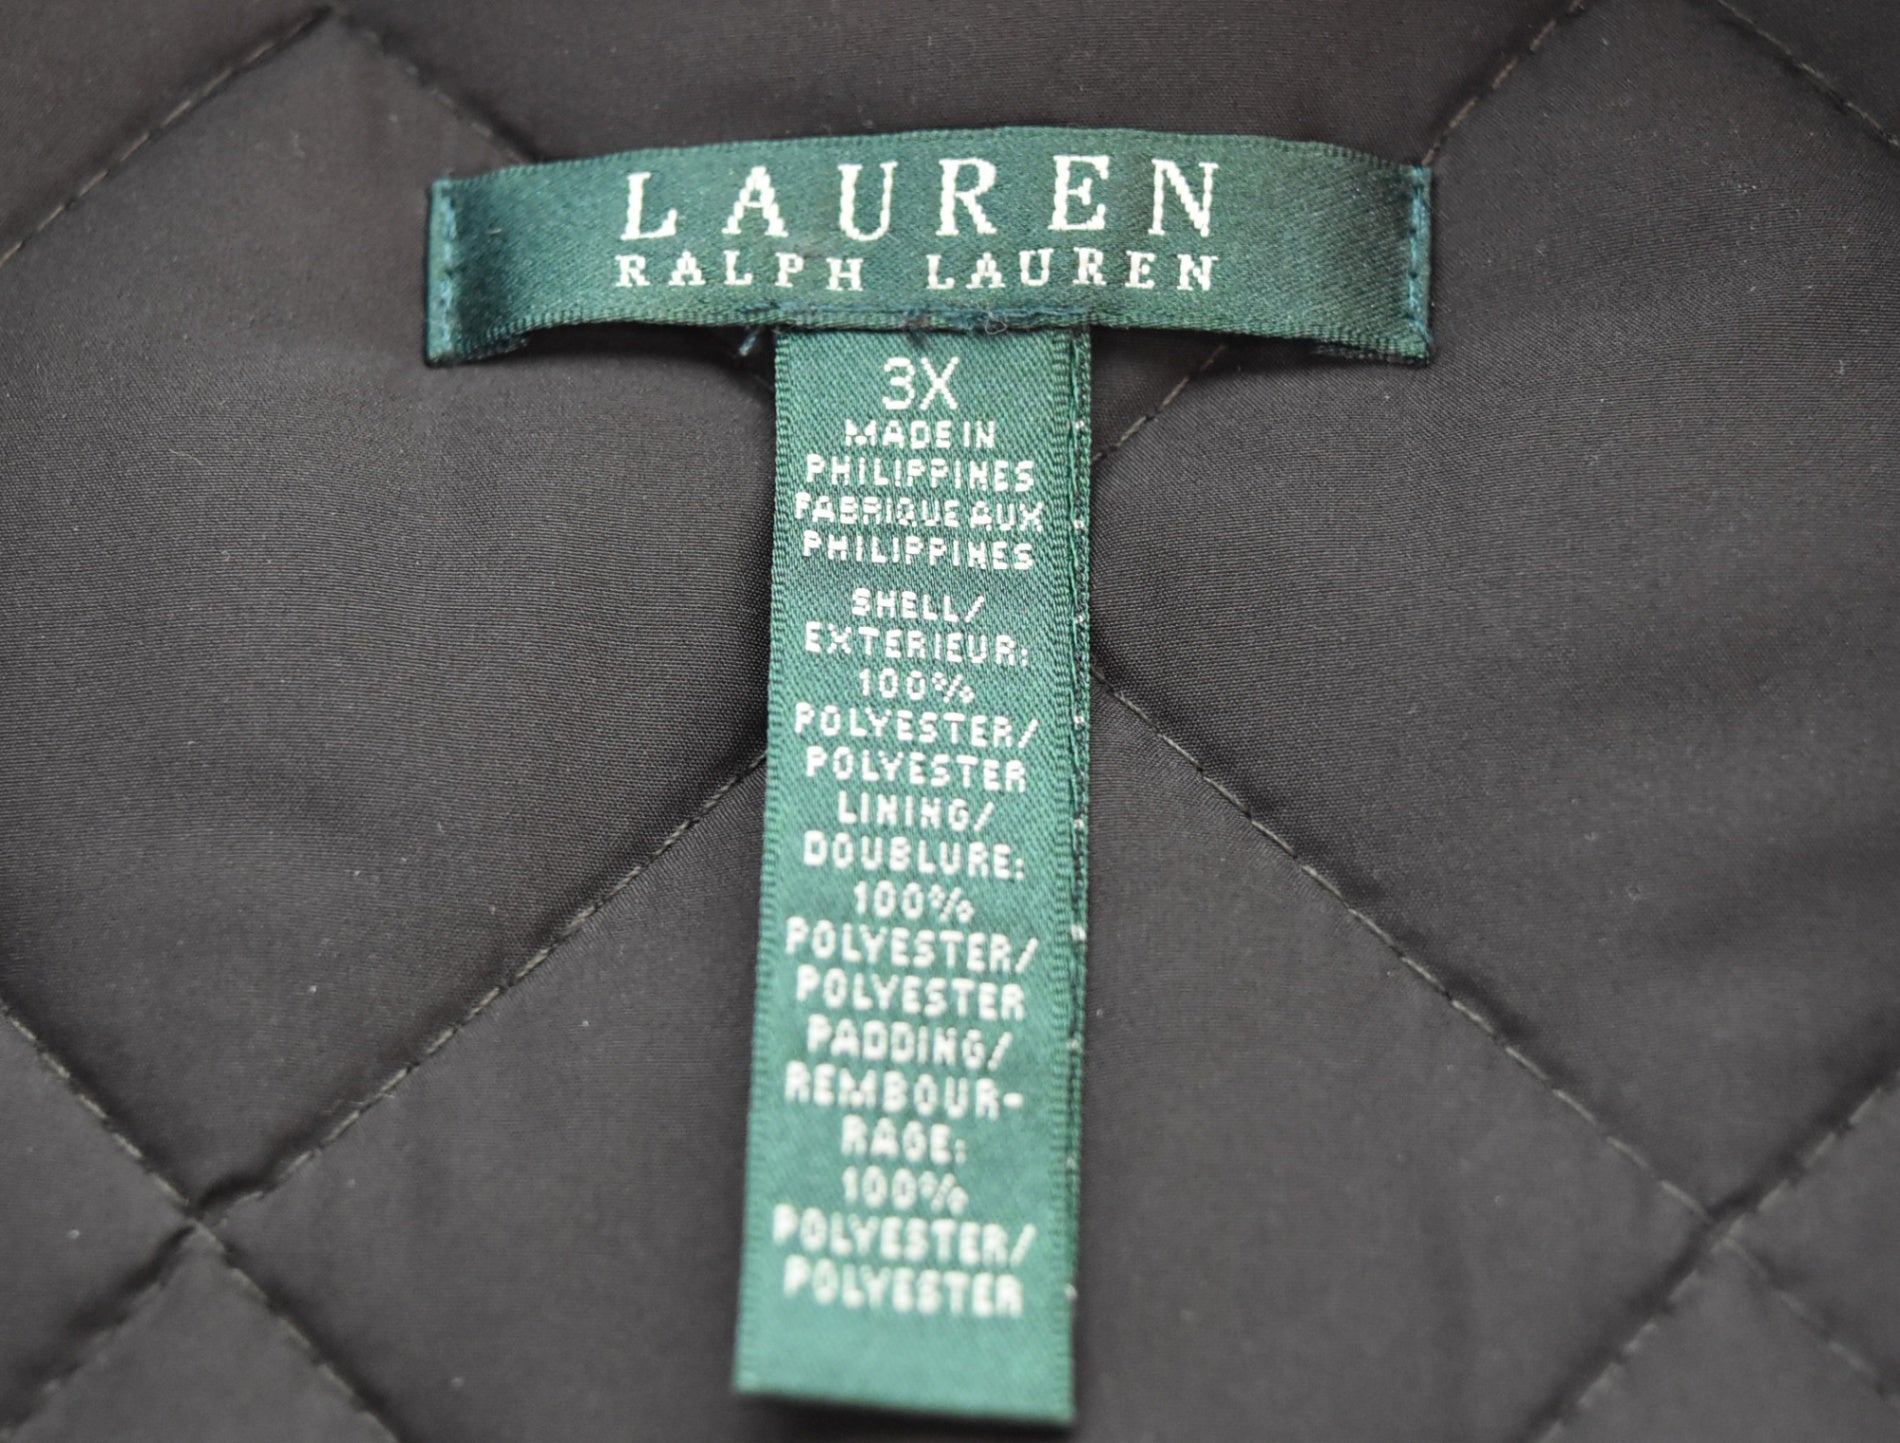 LAUREN
RALPH LAUREN
3X
MADE IN
PHILIPPINES
FABRIQUE AUX
PHILIPPINES
SHELL/
EXTERIEUR:
100%
POLYESTER/
POLYESTER
LINING/
DOUBLURE:
100%
POLYESTER/
POLYESTER
PADDING/
REMBOUR-
RAGE:
100%
POLYESTER/
POLYESTER